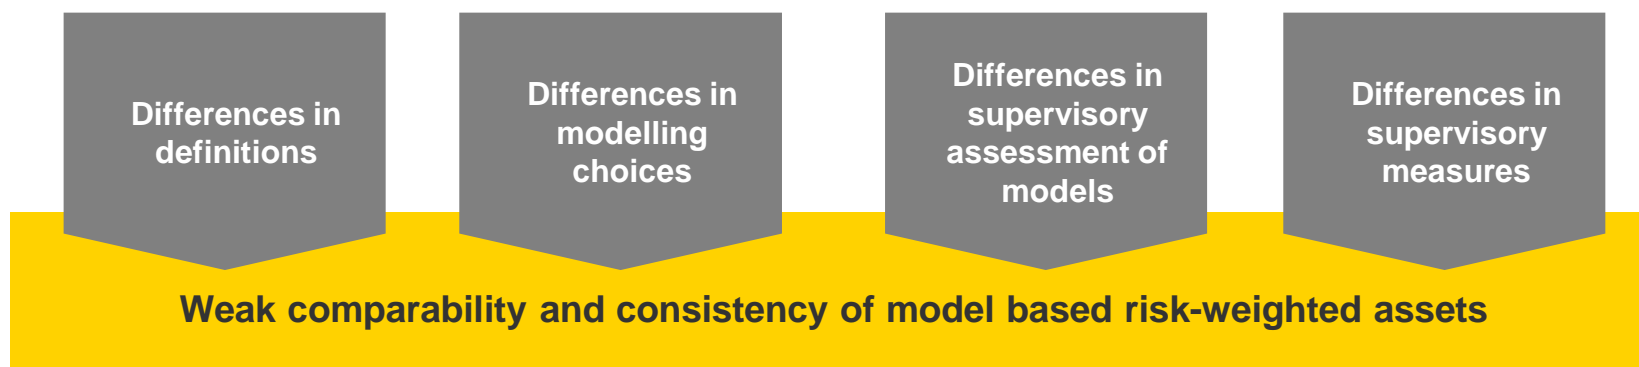 Differences in
definitions
Differences in
modelling
choices
Differences in
supervisory
assessment of
models
Differences in
supervisory
measures
Weak comparability and consistency of model based risk-weighted assets